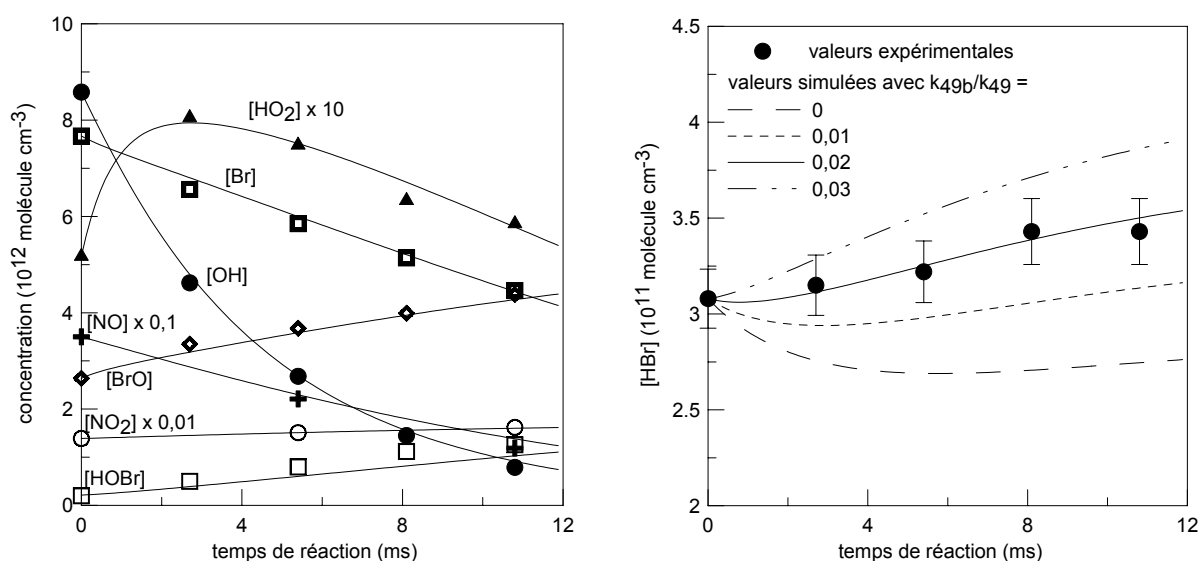 10
8
6
4
2
0
concentration (10¹² molécule cm⁻³)
[HO₂] x 10
[Br]
[OH]
[NO] x 0,1
[BrO]
[NO₂] x 0,01
[HOBr]
0
4
8
12
temps de réaction (ms)
4.5
4
3.5
3
2.5
2
[HBr] (10¹¹ molécule cm⁻³)
valeurs expérimentales
valeurs simulées avec k₄₉b/k₄₉ =
0
0,01
0,02
0,03
0
4
8
12
temps de réaction (ms)